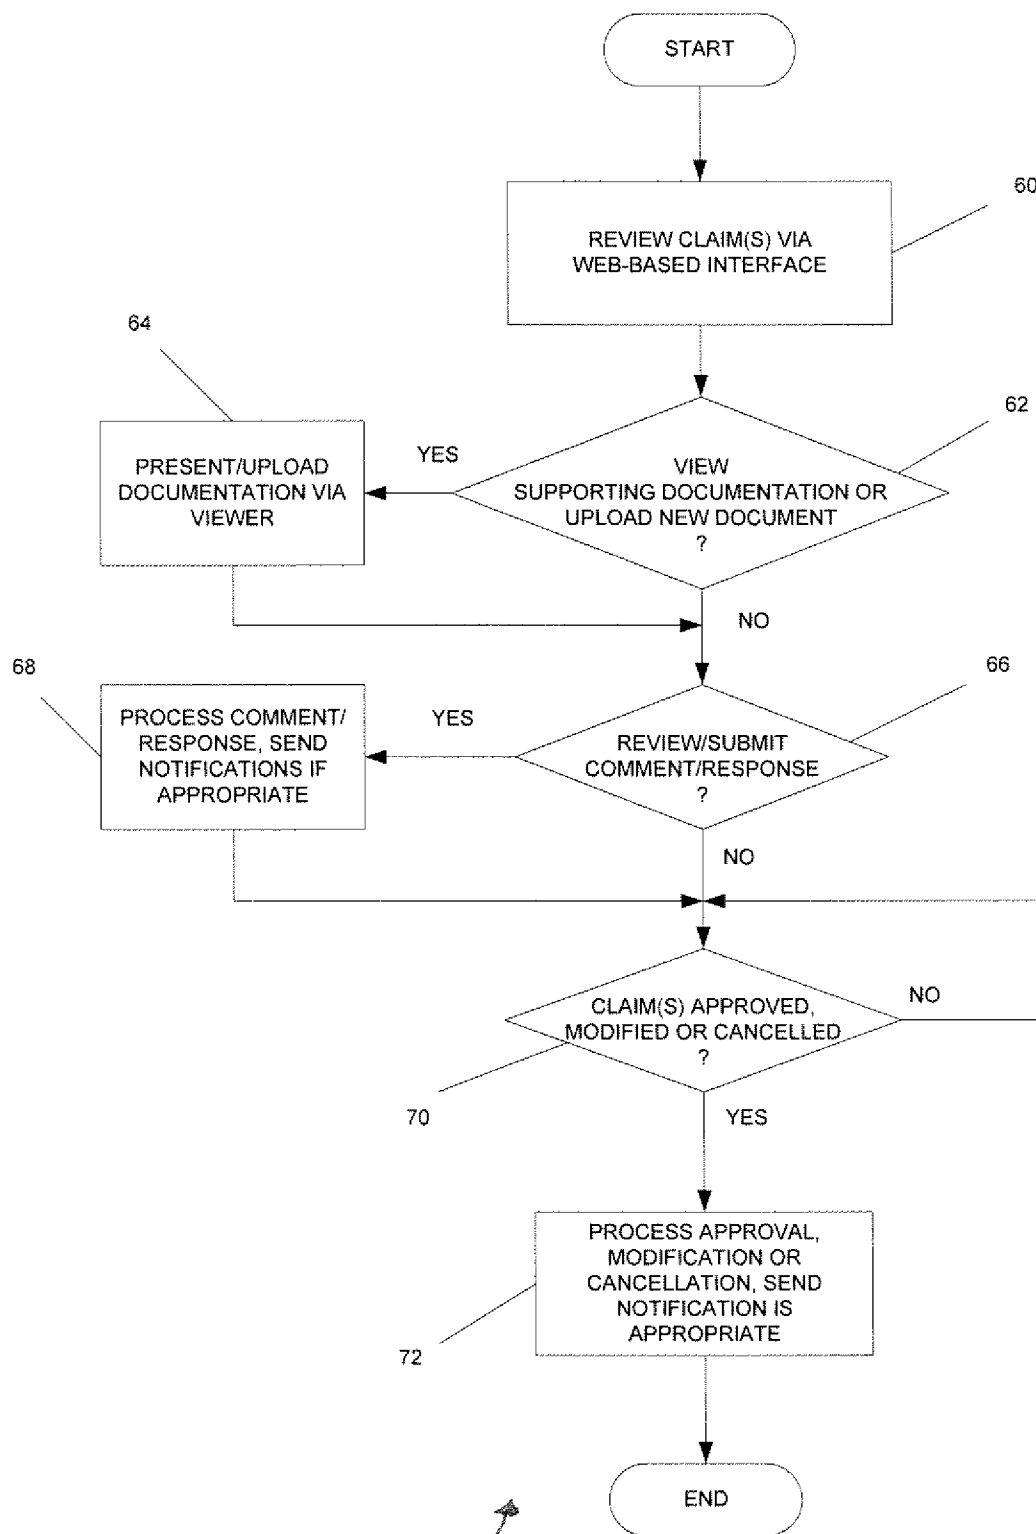 START
60
REVIEW CLAIM(S) VIA
WEB-BASED INTERFACE
64
62
YES
PRESENT/UPLOAD
DOCUMENTATION VIA
VIEWER
VIEW
SUPPORTING DOCUMENTATION OR
UPLOAD NEW DOCUMENT
?
NO
68
66
YES
PROCESS COMMENT/
RESPONSE, SEND
NOTIFICATIONS IF
APPROPRIATE
REVIEW/SUBMIT
COMMENT/RESPONSE
?
NO
CLAIM(S) APPROVED,
MODIFIED OR CANCELLED
?
NO
70
YES
PROCESS APPROVAL,
MODIFICATION OR
CANCELLATION, SEND
NOTIFICATION IS
APPROPRIATE
72
END